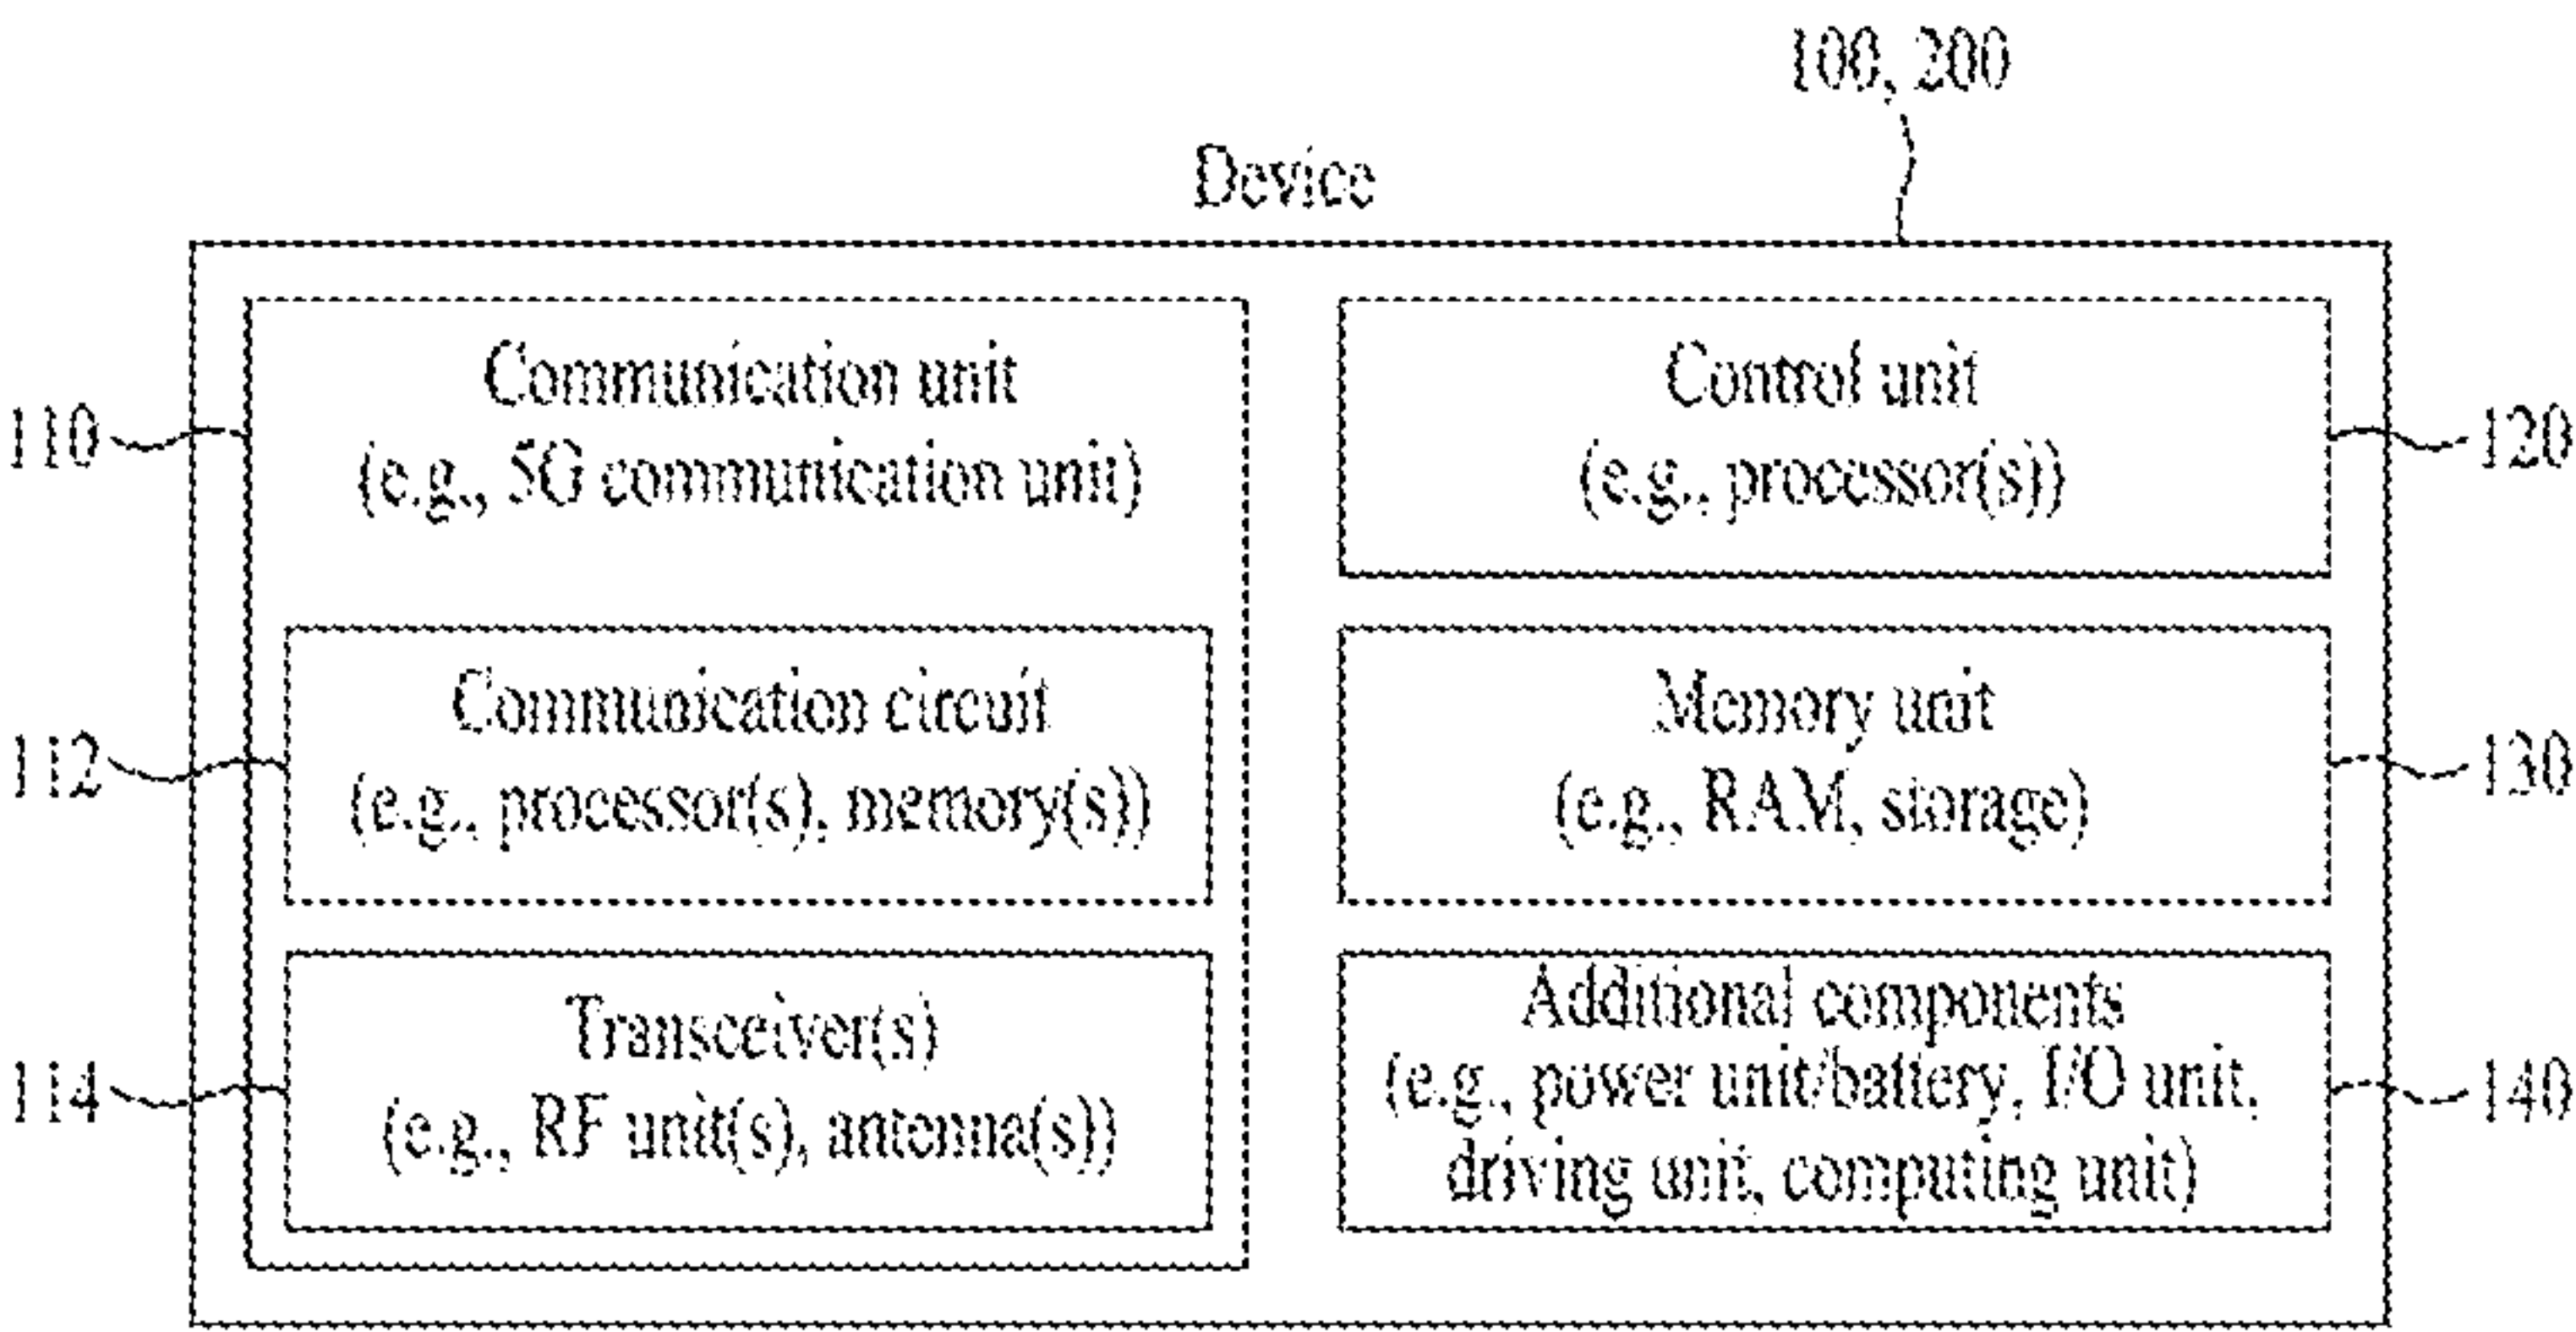 100, 200
Device
110
Communication unit
(e.g., 5G communication unit)
112
Communication circuit
(e.g., processor(s), memory(s))
114
Transceiver(s)
(e.g., RF unit(s), antenna(s))
Control unit
(e.g., processor(s))
120
Memory unit
(e.g., RAM, storage)
130
Additional components
(e.g., power unit/battery, I/O unit,
driving unit, computing unit)
140